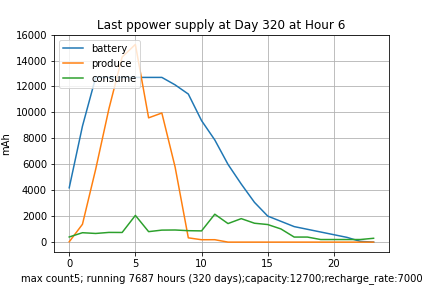 Last ppower supply at Day 320 at Hour 6
16000
14000
12000
10000
8000
6000
4000
2000
0
mAh
battery
produce
consume
0 5 10 15 20
max count5; running 7687 hours (320 days);capacity:12700;recharge_rate:7000